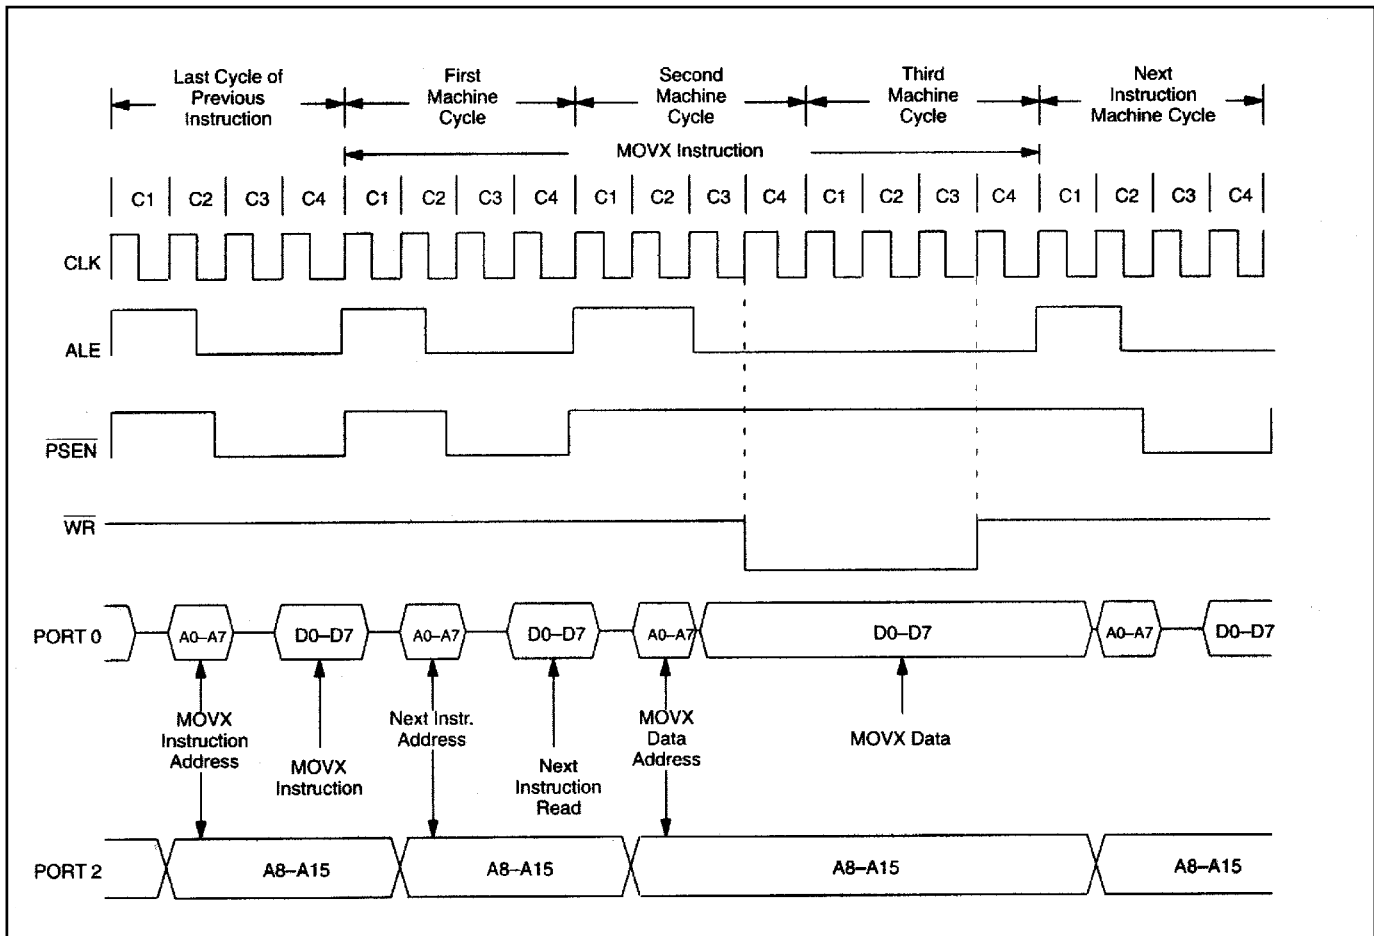 Last Cycle of
Previous
Instruction
First
Machine
Cycle
Second
Machine
Cycle
Third
Machine
Cycle
Next
Instruction
Machine Cycle
MOVX Instruction
C1 C2 C3 C4 C1 C2 C3 C4 C1 C2 C3 C4 C1 C2 C3 C4 C1 C2 C3 C4
CLK
ALE
PSEN
WR
PORT 0 A0–A7 D0–D7 A0–A7 D0–D7 A0–A7 D0–D7 A0–A7 D0–D7
MOVX
Instruction
Address
MOVX
Instruction
Next Instr.
Address
Next
Instruction
Read
MOVX
Data
Address
MOVX Data
PORT 2 A8–A15 A8–A15 A8–A15 A8–A15